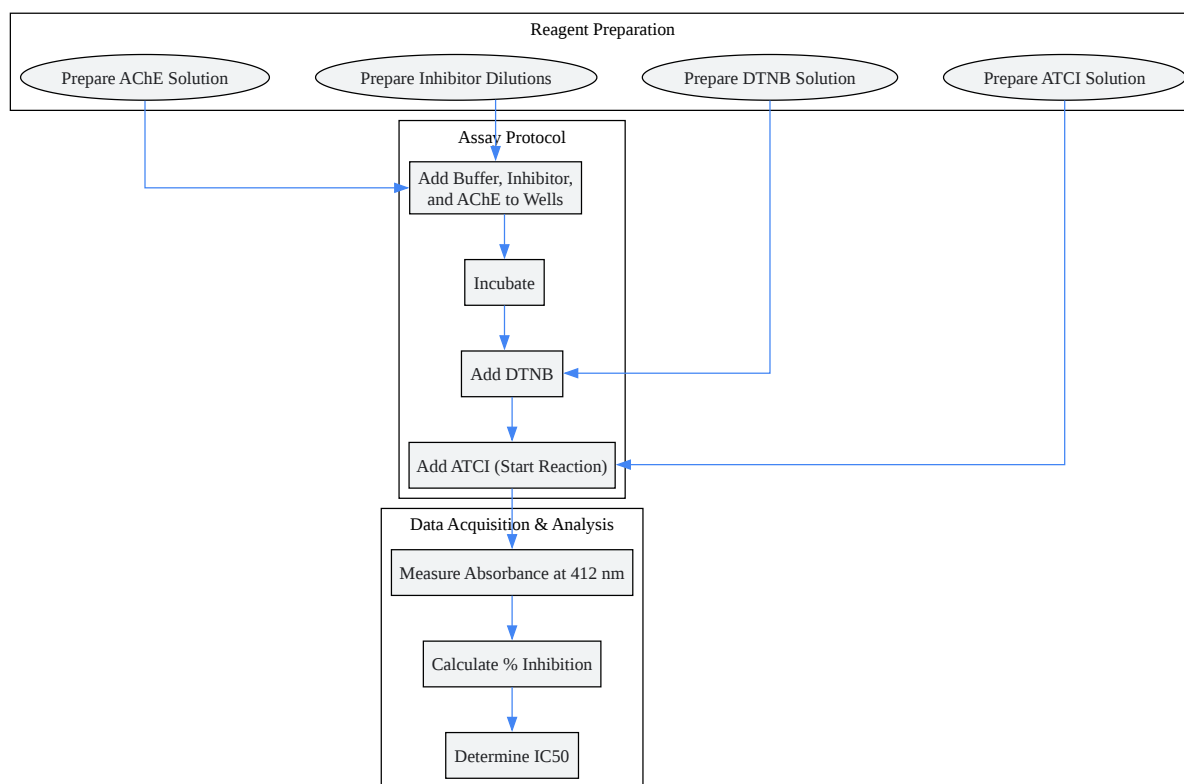 Reagent Preparation
Prepare AChE Solution
Prepare Inhibitor Dilutions
Prepare DTNB Solution
Prepare ATCI Solution
Assay Protocol
Add Buffer, Inhibitor,
and AChE to Wells
Incubate
Add DTNB
Add ATCI (Start Reaction)
Data Acquisition & Analysis
Measure Absorbance at 412 nm
Calculate % Inhibition
Determine IC50